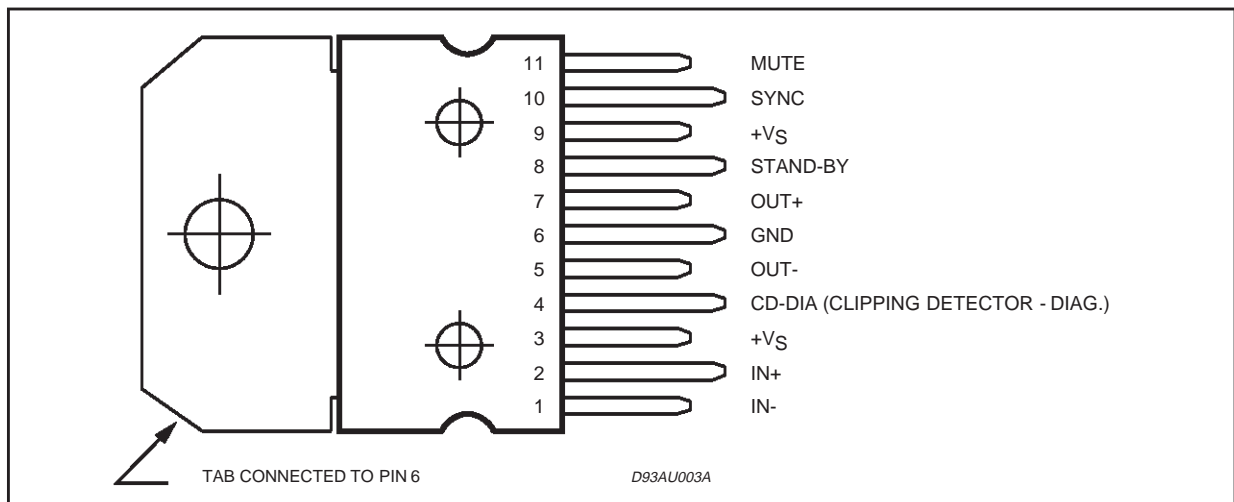 11 MUTE
10 SYNC
9 +VS
8 STAND-BY
7 OUT+
6 GND
5 OUT-
4 CD-DIA (CLIPPING DETECTOR - DIAG.)
3 +VS
2 IN+
1 IN-
TAB CONNECTED TO PIN 6
D93AU003A